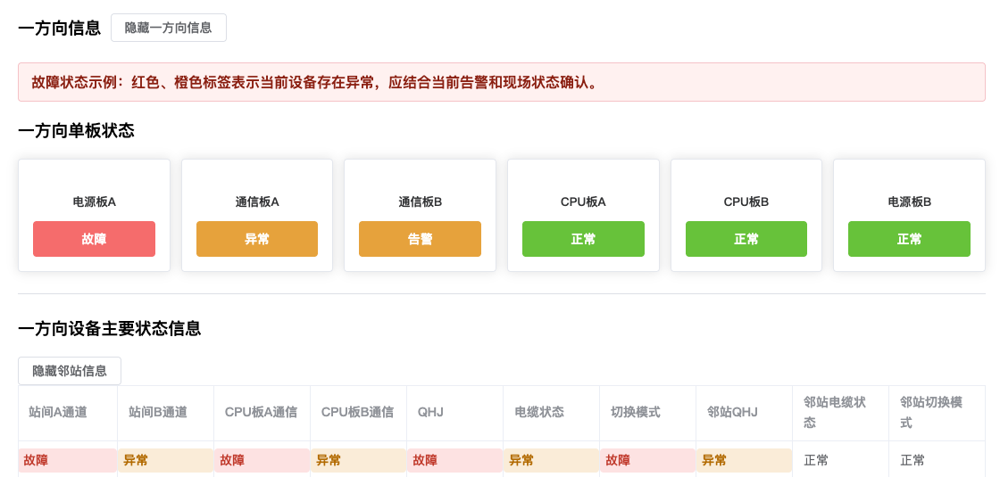 一方向信息 隐藏一方向信息
故障状态示例：红色、橙色标签表示当前设备存在异常，应结合当前告警和现场状态确认。
一方向单板状态
电源板A 通信板A 通信板B CPU板A CPU板B 电源板B
故障 异常 告警 正常 正常 正常
一方向设备主要状态信息
隐藏邻站信息
站间A通道 站间B通道 CPU板A通信 CPU板B通信 QHJ 电缆状态 切换模式 邻站QHJ 邻站电缆状态 邻站切换模式
故障 异常 故障 异常 故障 异常 故障 异常 正常 正常